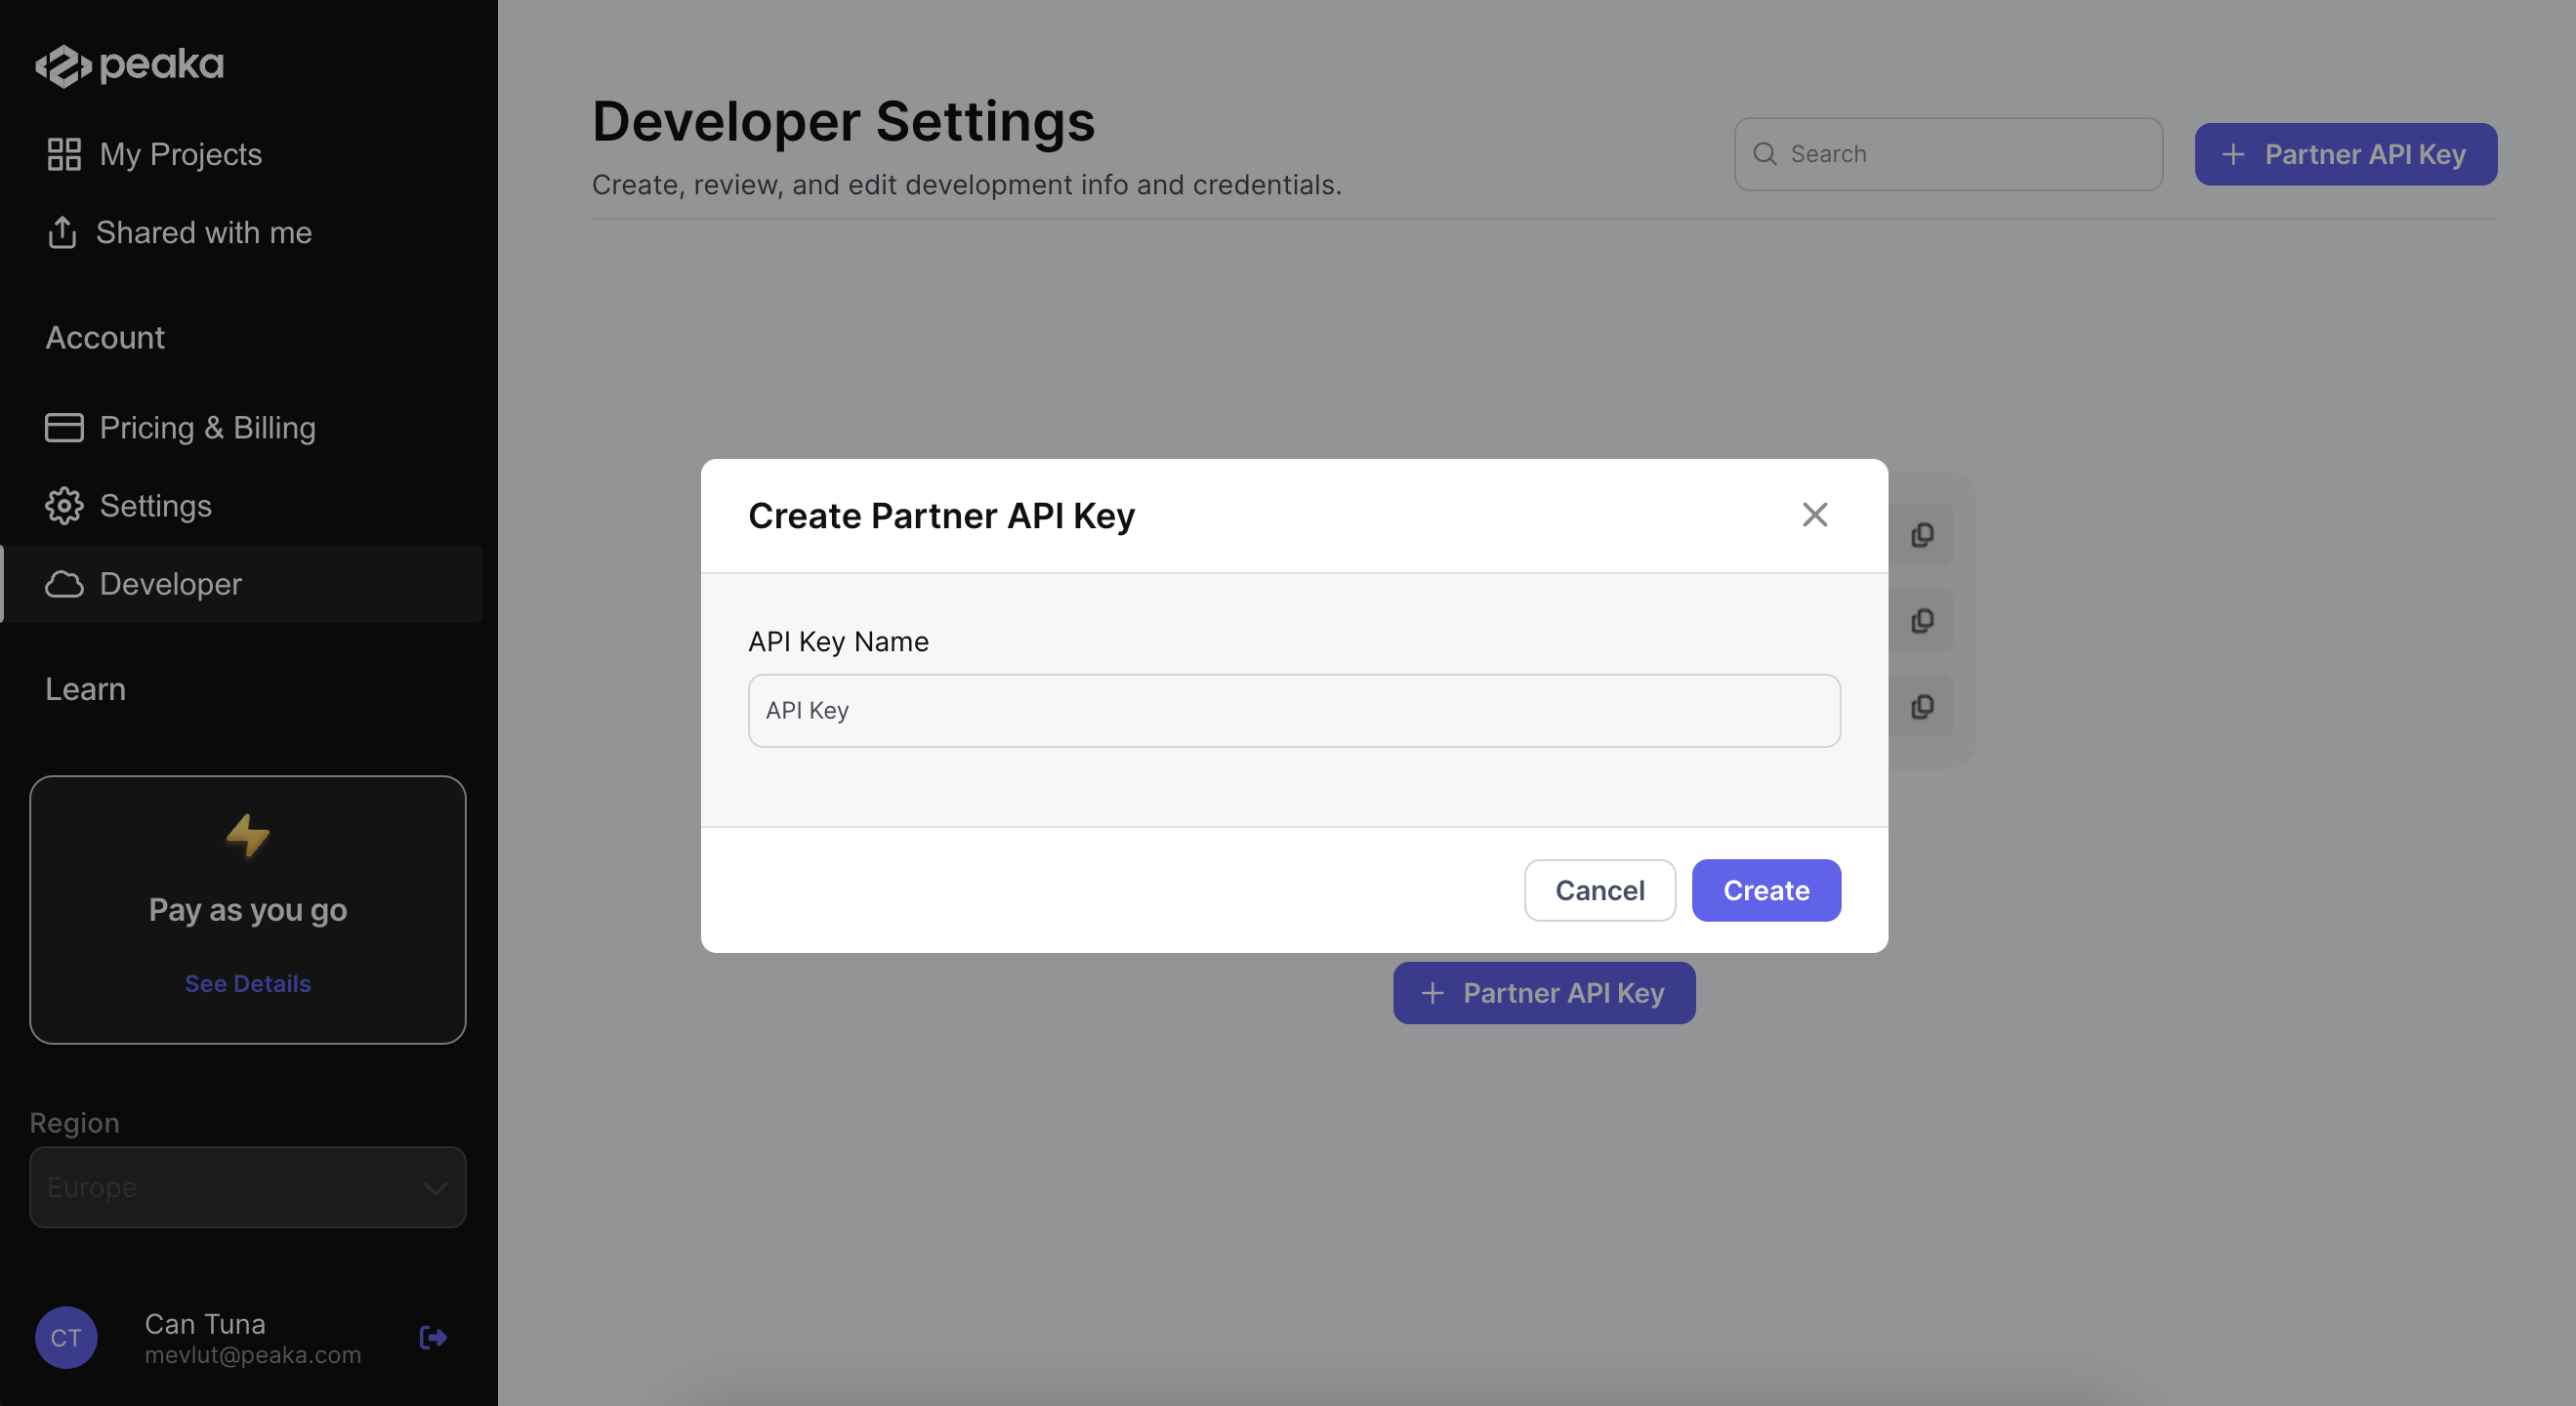 peaka
My Projects
Shared with me
Account
Pricing & Billing
Settings
Developer
Learn
Pay as you go
See Details
Region
Europe
CT
Can Tuna
mevlut@peaka.com
Developer Settings
Create, review, and edit development info and credentials.
Search
Partner API Key
Create Partner API Key
API Key Name
API Key
Cancel
Create
Partner API Key